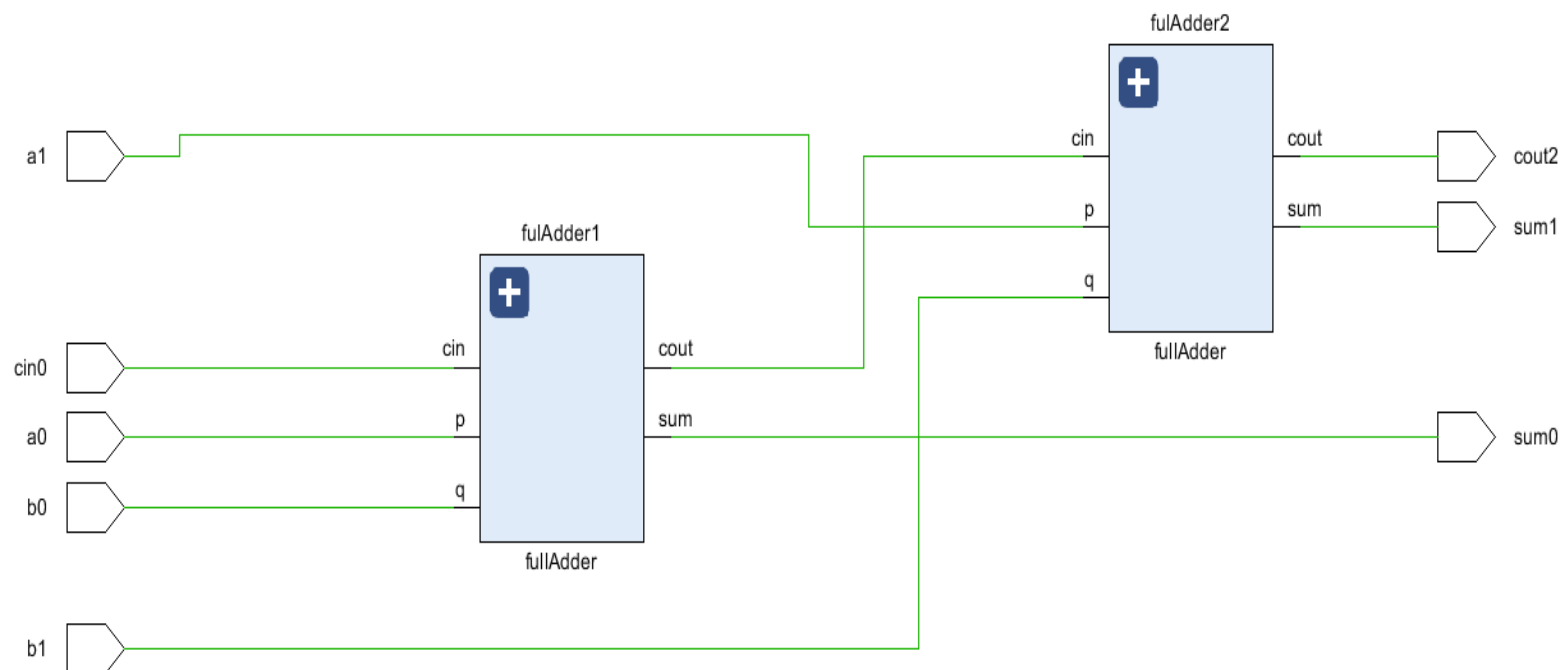 fulAdder2
a1
cin
cout
cout2
p
sum
sum1
fulAdder1
q
cin0
cin
cout
fullAdder
a0
p
sum
sum0
b0
q
fullAdder
b1